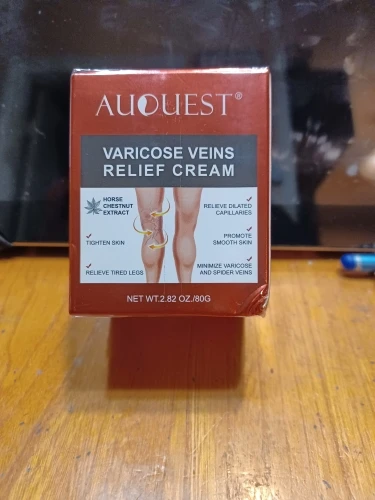 AUQUEST®
VARICOSE VEINS
RELIEF CREAM
HORSE
CHESTNUT
EXTRACT
TIGHTEN SKIN
RELIEVE TIRED LEGS
RELIEVE DILATED
CAPILLARIES
PROMOTE
SMOOTH SKIN
MINIMIZE VARICOSE
AND SPIDER VEINS
NET WT.2.82 OZ./80G